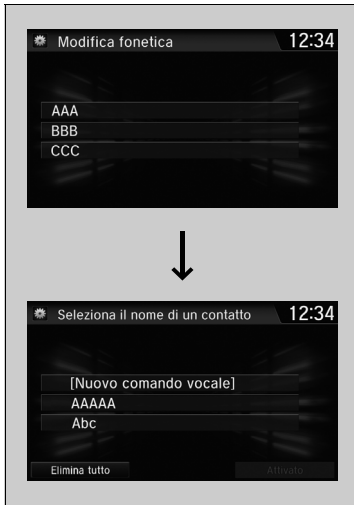 Modifica fonetica 12:34
AAA
BBB
CCC
Seleziona il nome di un contatto 12:34
[Nuovo comando vocale]
AAAAA
Abc
Elimina tutto Attivato